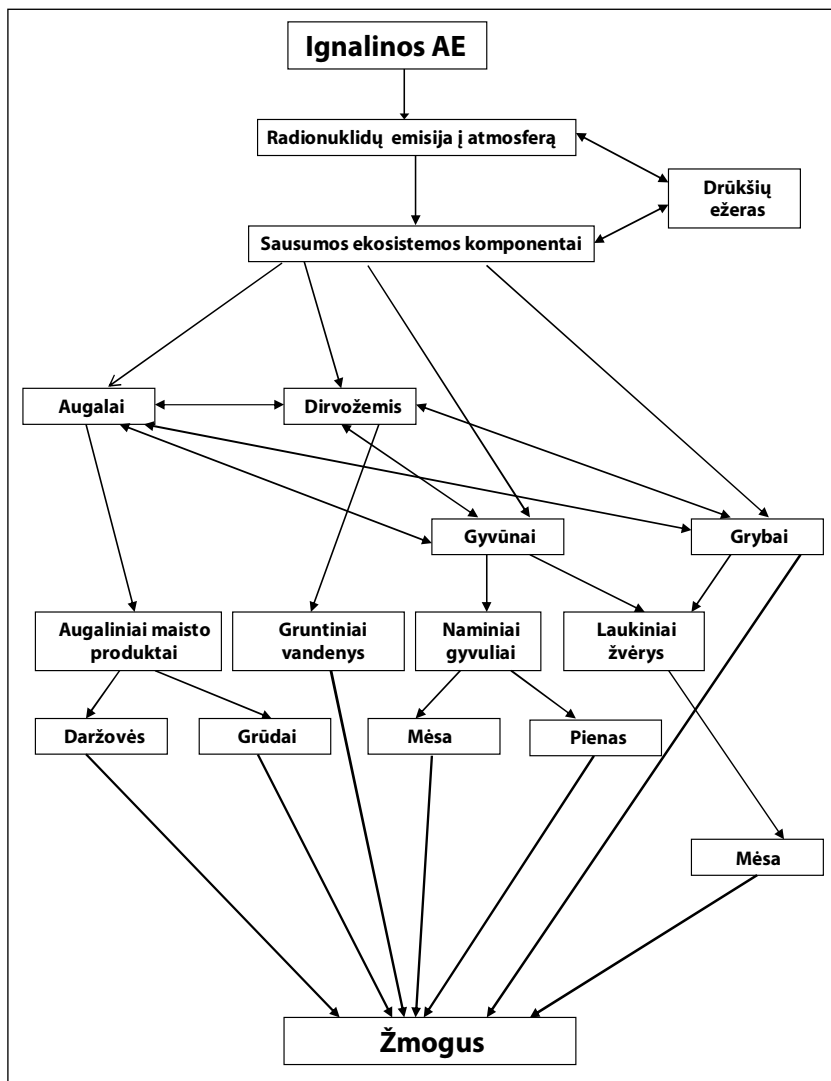 Ignalinos AE
Radionuklidų emisija į atmosferą
Drūkšių
ežeras
Sausumos ekosistemos komponentai
Augalai
Dirvožemis
Gyvūnai
Grybai
Augaliniai maisto
produktai
Gruntiniai
vandenys
Naminiai
gyvuliai
Laukiniai
žvėrys
Daržovės
Grūdai
Mėsa
Pienas
Mėsa
Žmogus